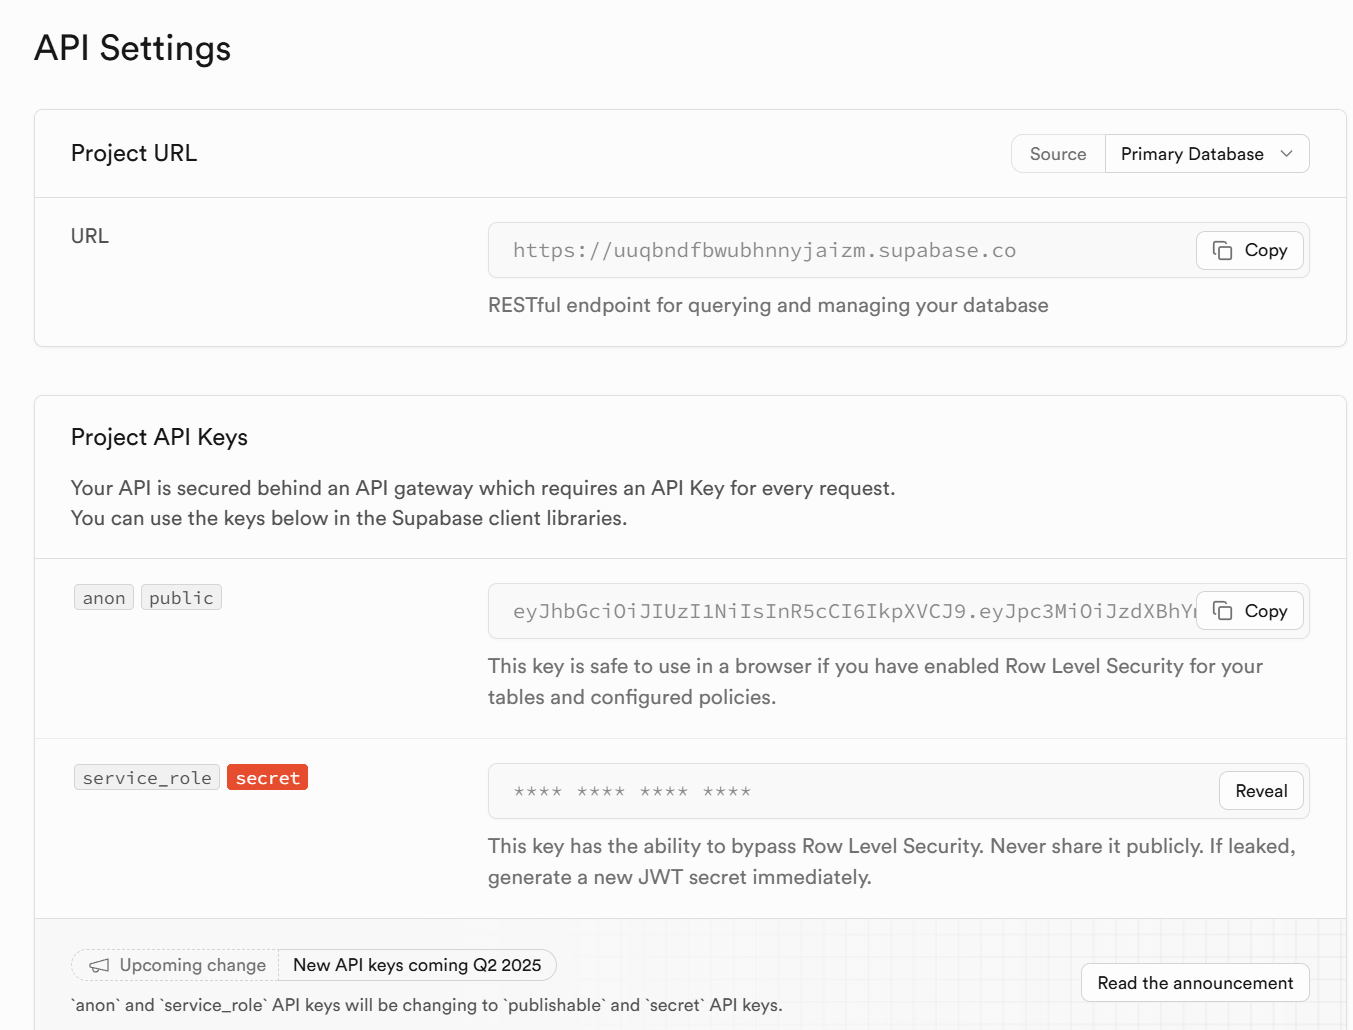 API Settings
Project URL
Source
Primary Database
URL
https://uuqbndfbwubhnnyjaizm.supabase.co
Copy
RESTful endpoint for querying and managing your database
Project API Keys
Your API is secured behind an API gateway which requires an API Key for every request.
You can use the keys below in the Supabase client libraries.
anon public
eyJhbGciOiJIUzI1NiIsInR5cCI6IkpXVCJ9.eyJpc3MiOiJzdXBhY
Copy
This key is safe to use in a browser if you have enabled Row Level Security for your
tables and configured policies.
service_role secret
**** **** **** ****
Reveal
This key has the ability to bypass Row Level Security. Never share it publicly. If leaked,
generate a new JWT secret immediately.
Upcoming change
New API keys coming Q2 2025
Read the announcement
`anon` and `service_role` API keys will be changing to `publishable` and `secret` API keys.